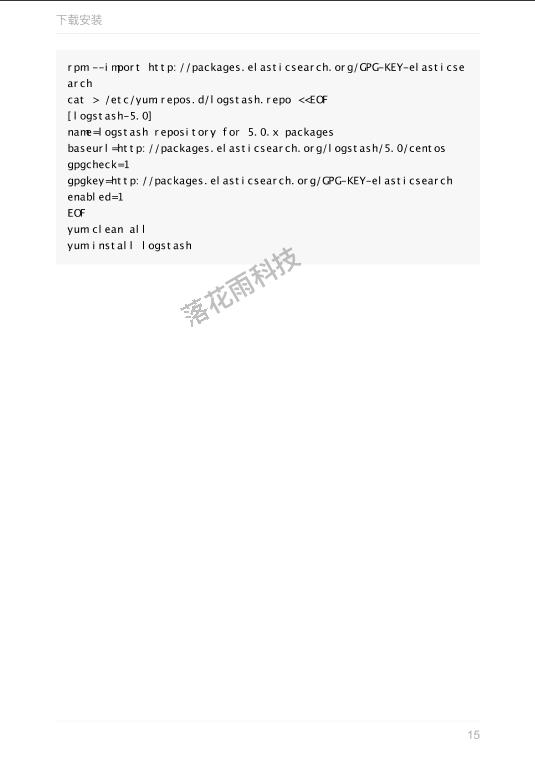 下载安装
rpm --import http://packages.elasticsearch.org/GPG-KEY-elasticse
arch
cat > /etc/yum.repos.d/logstash.repo <<EOF
[logstash-5.0]
name=logstash repository for 5.0.x packages
baseurl=http://packages.elasticsearch.org/logstash/5.0/centos
gpgcheck=1
gpgkey=http://packages.elasticsearch.org/GPG-KEY-elasticsearch
enabled=1
EOF
yum clean all
yum install logstash
落花雨科技
15